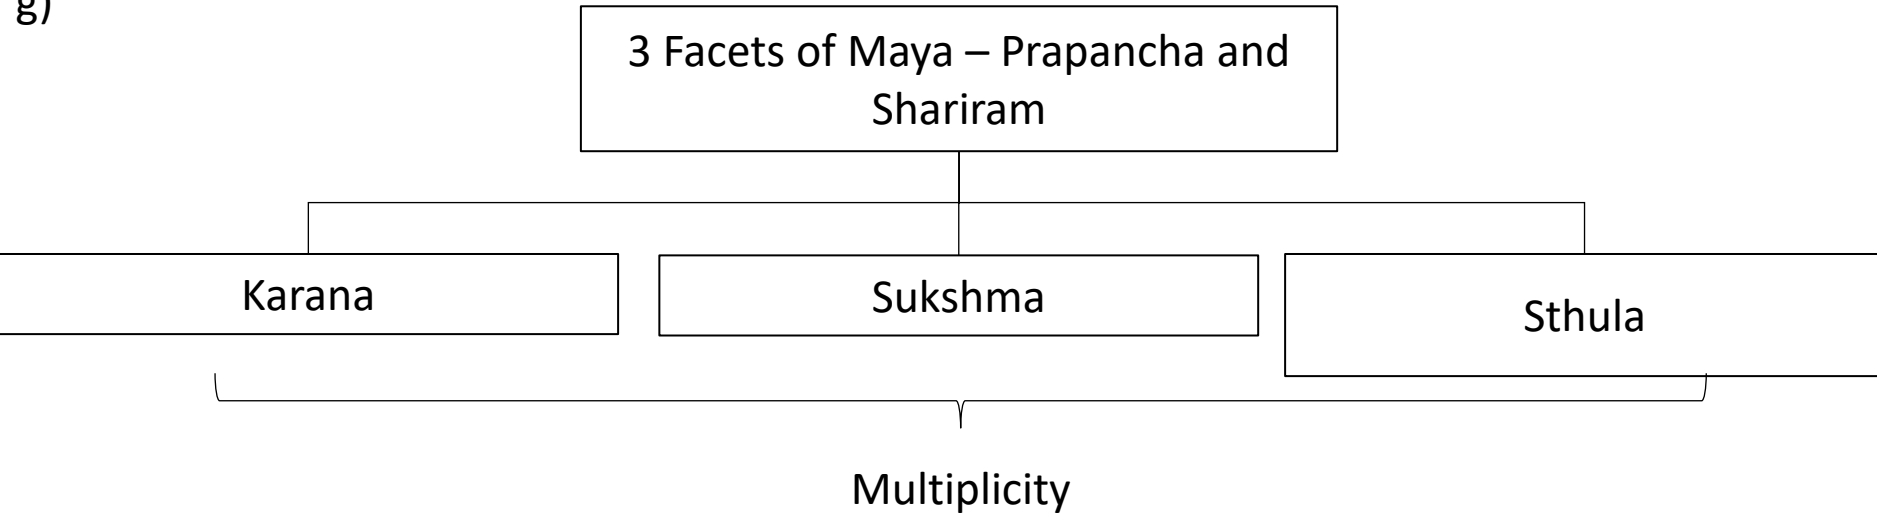 g)
3 Facets of Maya – Prapancha and
Shariram
Karana
Sukshma
Sthula
Multiplicity